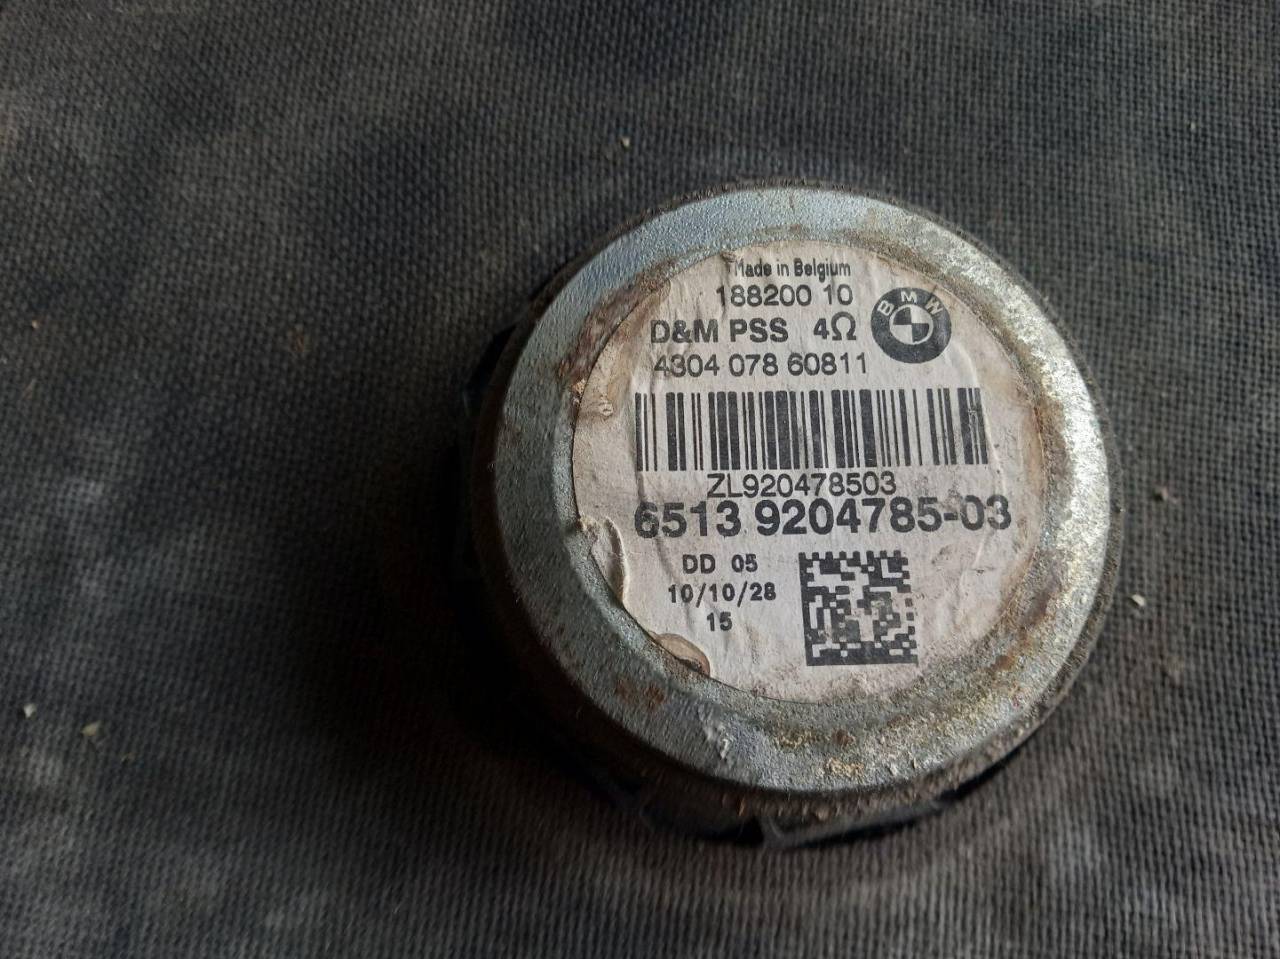 Made in Belgium
188200 10
BMW
D&M PSS 4Ω
4304 078 60811
ZL920478503
6513 9204785-03
DD 05
10/10/28
15